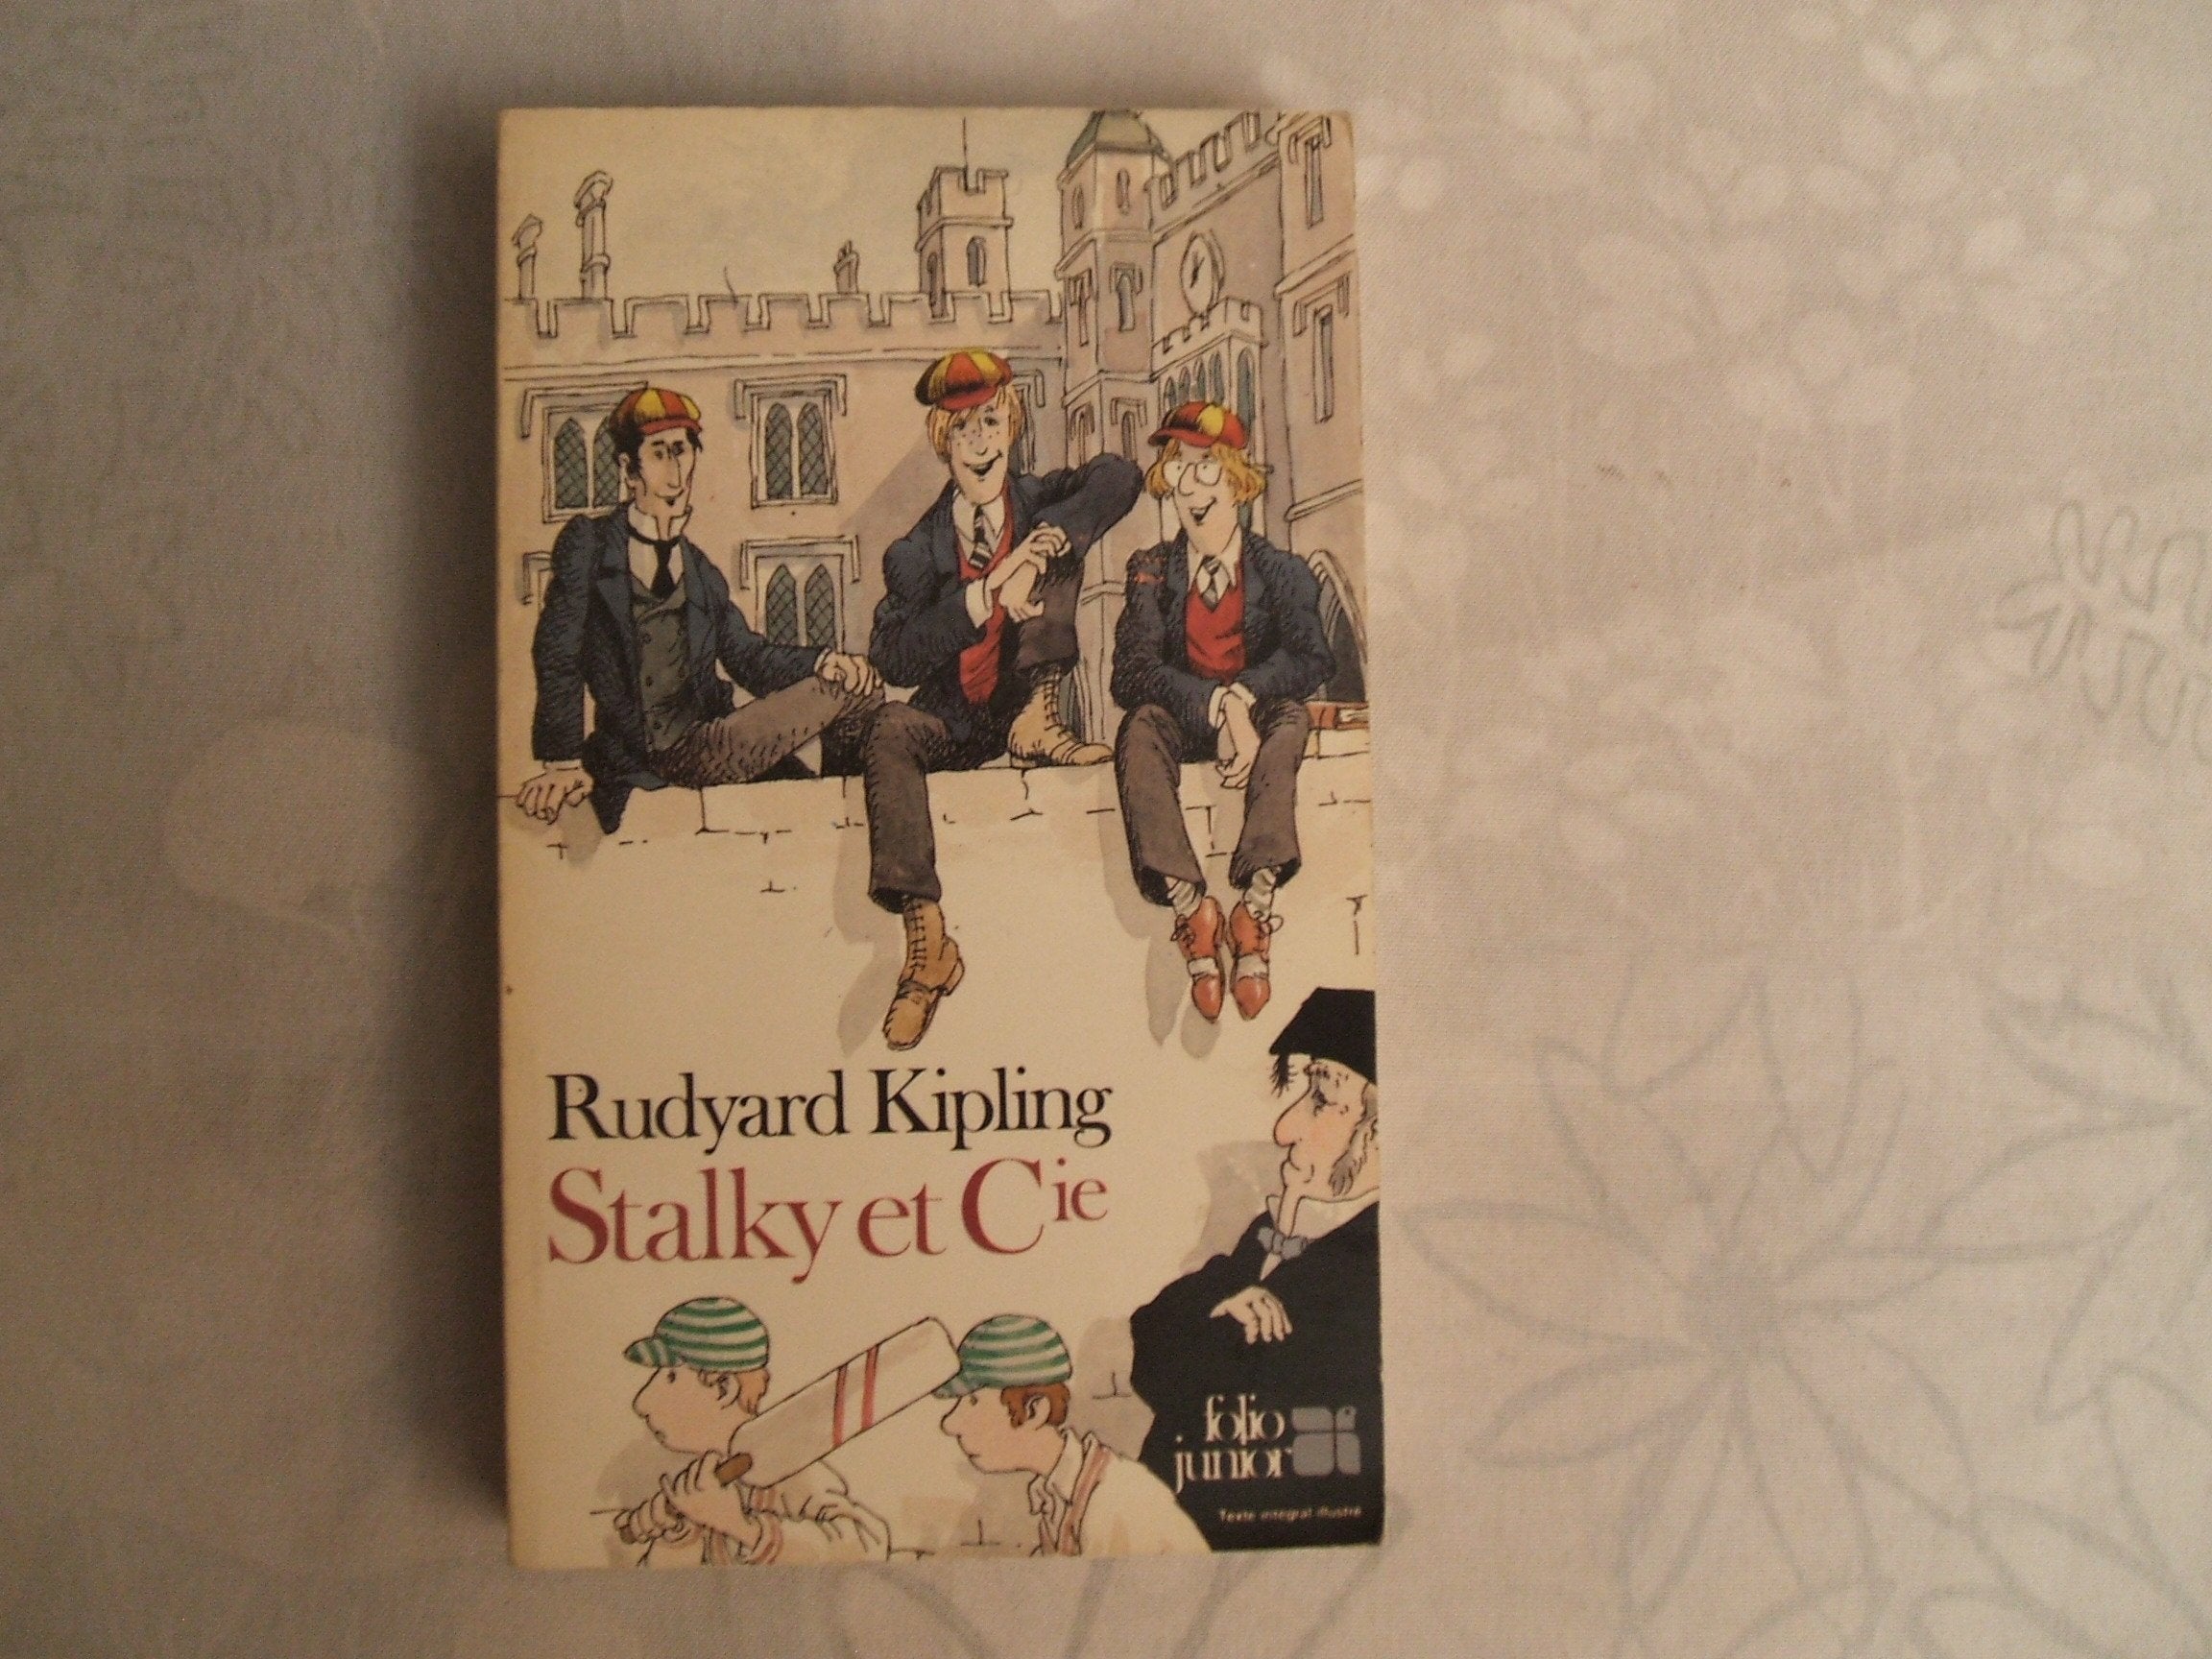 Rudyard Kipling
Stalky et Cie
folio
junior
Texte intégral illustré